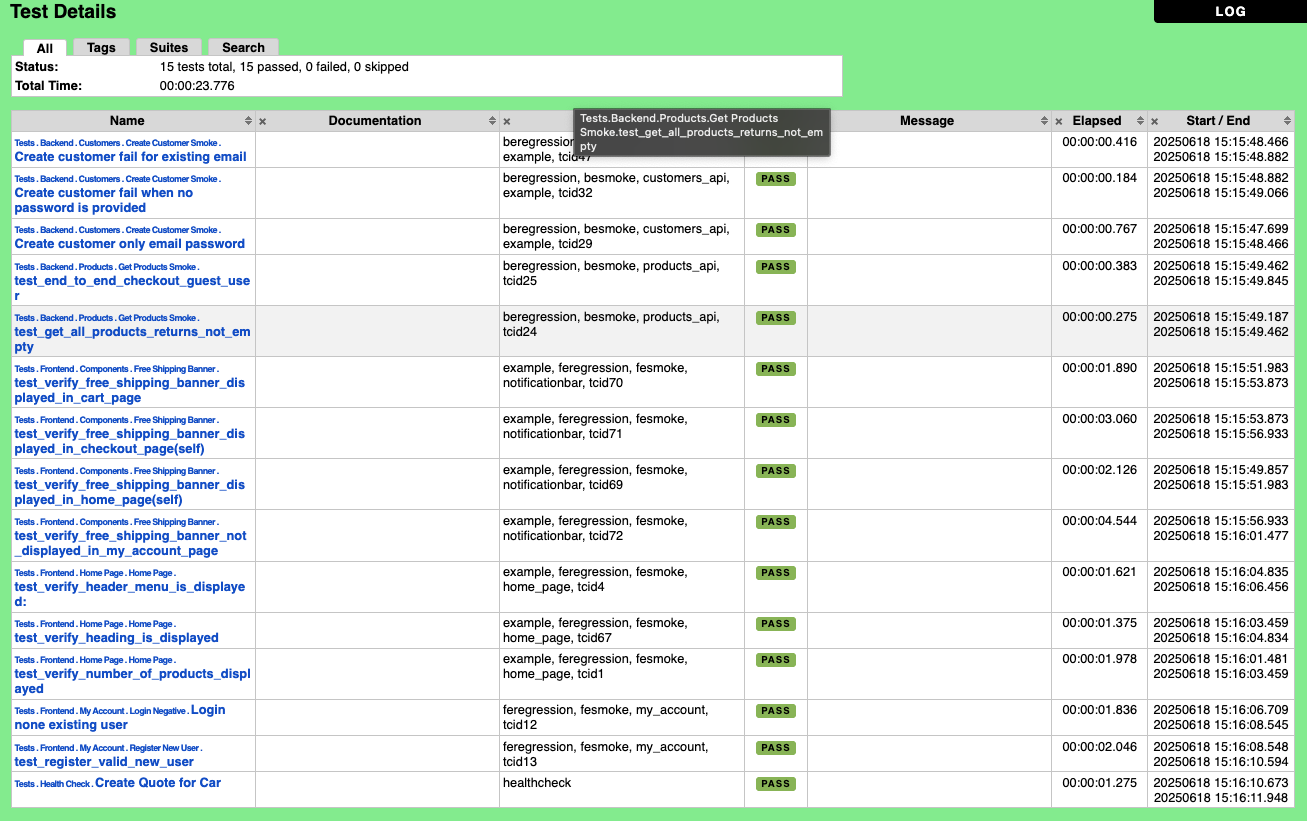 Test Details
LOG
All Tags Suites Search
Status: 15 tests total, 15 passed, 0 failed, 0 skipped
Total Time: 00:00:23.776
Name × Documentation × Message × Elapsed × Start / End
Tests.Backend.Products.Get Products
Smoke.test_get_all_products_returns_not_em
pty
Tests . Backend . Customers . Create Customer Smoke .
Create customer fail for existing email
beregression
example, tcid47
00:00:00.416
20250618 15:15:48.466
20250618 15:15:48.882
Tests . Backend . Customers . Create Customer Smoke .
Create customer fail when no
password is provided
beregression, besmoke, customers_api,
example, tcid32
PASS
00:00:00.184
20250618 15:15:48.882
20250618 15:15:49.066
Tests . Backend . Customers . Create Customer Smoke .
Create customer only email password
beregression, besmoke, customers_api,
example, tcid29
PASS
00:00:00.767
20250618 15:15:47.699
20250618 15:15:48.466
Tests . Backend . Products . Get Products Smoke .
test_end_to_end_checkout_guest_use
r
beregression, besmoke, products_api,
tcid25
PASS
00:00:00.383
20250618 15:15:49.462
20250618 15:15:49.845
Tests . Backend . Products . Get Products Smoke .
test_get_all_products_returns_not_em
pty
beregression, besmoke, products_api,
tcid24
PASS
00:00:00.275
20250618 15:15:49.187
20250618 15:15:49.462
Tests . Frontend . Components . Free Shipping Banner .
test_verify_free_shipping_banner_dis
played_in_cart_page
example, feregression, fesmoke,
notificationbar, tcid70
PASS
00:00:01.890
20250618 15:15:51.983
20250618 15:15:53.873
Tests . Frontend . Components . Free Shipping Banner .
test_verify_free_shipping_banner_dis
played_in_checkout_page(self)
example, feregression, fesmoke,
notificationbar, tcid71
PASS
00:00:03.060
20250618 15:15:53.873
20250618 15:15:56.933
Tests . Frontend . Components . Free Shipping Banner .
test_verify_free_shipping_banner_dis
played_in_home_page(self)
example, feregression, fesmoke,
notificationbar, tcid69
PASS
00:00:02.126
20250618 15:15:49.857
20250618 15:15:51.983
Tests . Frontend . Components . Free Shipping Banner .
test_verify_free_shipping_banner_not
_displayed_in_my_account_page
example, feregression, fesmoke,
notificationbar, tcid72
PASS
00:00:04.544
20250618 15:15:56.933
20250618 15:16:01.477
Tests . Frontend . Home Page . Home Page .
test_verify_header_menu_is_displaye
d:
example, feregression, fesmoke,
home_page, tcid4
PASS
00:00:01.621
20250618 15:16:04.835
20250618 15:16:06.456
Tests . Frontend . Home Page . Home Page .
test_verify_heading_is_displayed
example, feregression, fesmoke,
home_page, tcid67
PASS
00:00:01.375
20250618 15:16:03.459
20250618 15:16:04.834
Tests . Frontend . Home Page . Home Page .
test_verify_number_of_products_displ
ayed
example, feregression, fesmoke,
home_page, tcid1
PASS
00:00:01.978
20250618 15:16:01.481
20250618 15:16:03.459
Tests . Frontend . My Account . Login Negative . Login
none existing user
feregression, fesmoke, my_account,
tcid12
PASS
00:00:01.836
20250618 15:16:06.709
20250618 15:16:08.545
Tests . Frontend . My Account . Register New User .
test_register_valid_new_user
feregression, fesmoke, my_account,
tcid13
PASS
00:00:02.046
20250618 15:16:08.548
20250618 15:16:10.594
Tests . Health Check . Create Quote for Car
healthcheck
PASS
00:00:01.275
20250618 15:16:10.673
20250618 15:16:11.948